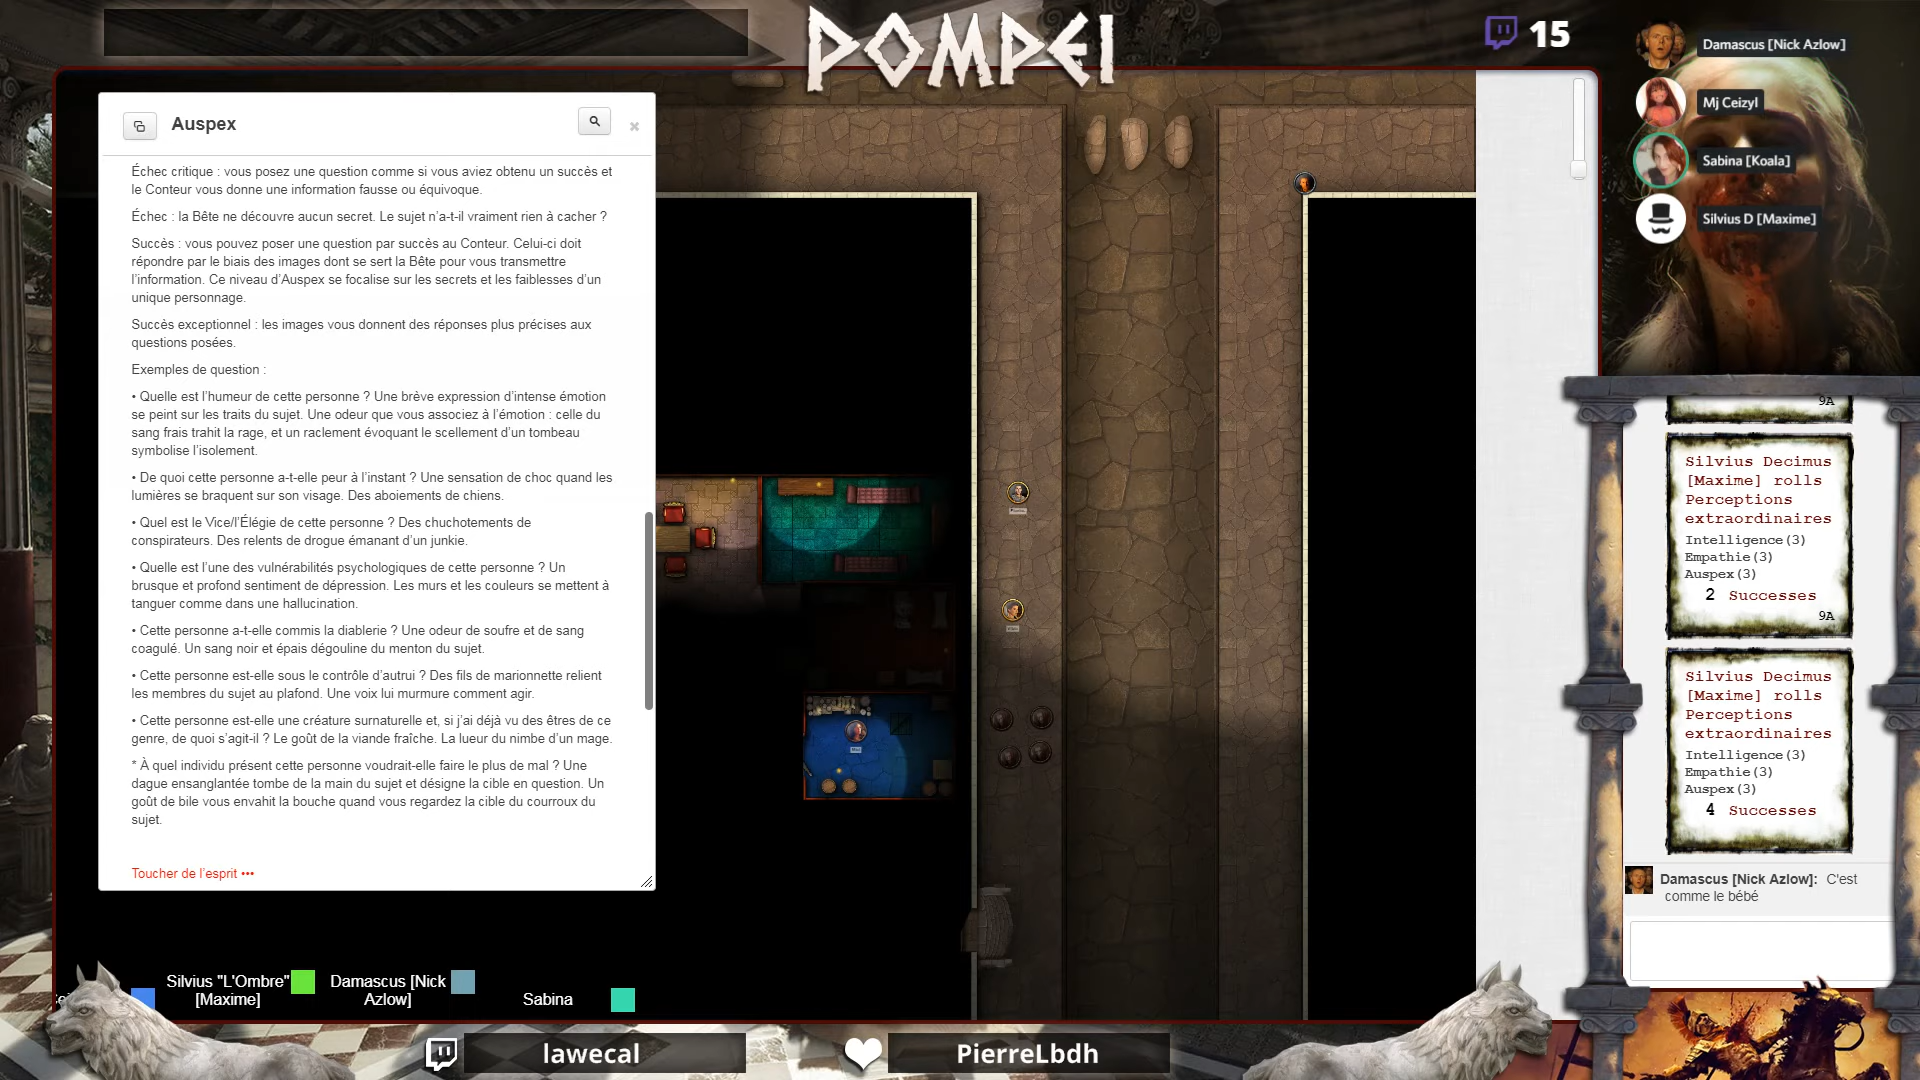 POMPEI
15
Damascus [Nick Azlow]
Mj Ceizyl
Sabina [Koala]
Silvius D [Maxime]
Auspex
Échec critique : vous posez une question comme si vous aviez obtenu un succès et
le Conteur vous donne une information fausse ou équivoque.
Échec : la Bête ne découvre aucun secret. Le sujet n’a-t-il vraiment rien à cacher ?
Succès : vous pouvez poser une question par succès au Conteur. Celui-ci doit
répondre par le biais des images dont se sert la Bête pour vous transmettre
l’information. Ce niveau d’Auspex se focalise sur les secrets et les faiblesses d’un
unique personnage.
Succès exceptionnel : les images vous donnent des réponses plus précises aux
questions posées.
Exemples de question :
• Quelle est l’humeur de cette personne ? Une brève expression d’intense émotion
se peint sur les traits du sujet. Une odeur que vous associez à l’émotion : celle du
sang frais trahit la rage, et un raclement évoquant le scellement d’un tombeau
symbolise l’isolement.
• De quoi cette personne a-t-elle peur à l’instant ? Une sensation de choc quand les
lumières se braquent sur son visage. Des aboiements de chiens.
• Quel est le Vice/l’Élégie de cette personne ? Des chuchotements de
conspirateurs. Des relents de drogue émanant d’un junkie.
• Quelle est l’une des vulnérabilités psychologiques de cette personne ? Un
brusque et profond sentiment de dépression. Les murs et les couleurs se mettent à
tanguer comme dans une hallucination.
• Cette personne a-t-elle commis la diablerie ? Une odeur de soufre et de sang
coagulé. Un sang noir et épais dégouline du menton du sujet.
• Cette personne est-elle sous le contrôle d’autrui ? Des fils de marionnette relient
les membres du sujet au plafond. Une voix lui murmure comment agir.
• Cette personne est-elle une créature surnaturelle et, si j’ai déjà vu des êtres de ce
genre, de quoi s’agit-il ? Le goût de la viande fraîche. La lueur du nimbe d’un mage.
* À quel individu présent cette personne voudrait-elle faire le plus de mal ? Une
dague ensanglantée tombe de la main du sujet et désigne la cible en question. Un
goût de bile vous envahit la bouche quand vous regardez la cible du courroux du
sujet.
Toucher de l’esprit •••
9A
Silvius Decimus
[Maxime] rolls
Perceptions
extraordinaires
Intelligence(3)
Empathie(3)
Auspex(3)
2 Successes
9A
Silvius Decimus
[Maxime] rolls
Perceptions
extraordinaires
Intelligence(3)
Empathie(3)
Auspex(3)
4 Successes
Damascus [Nick Azlow]: C'est
comme le bébé
Silvius "L'Ombre"
[Maxime]
Damascus [Nick
Azlow]
Sabina
lawecal
PierreLbdh